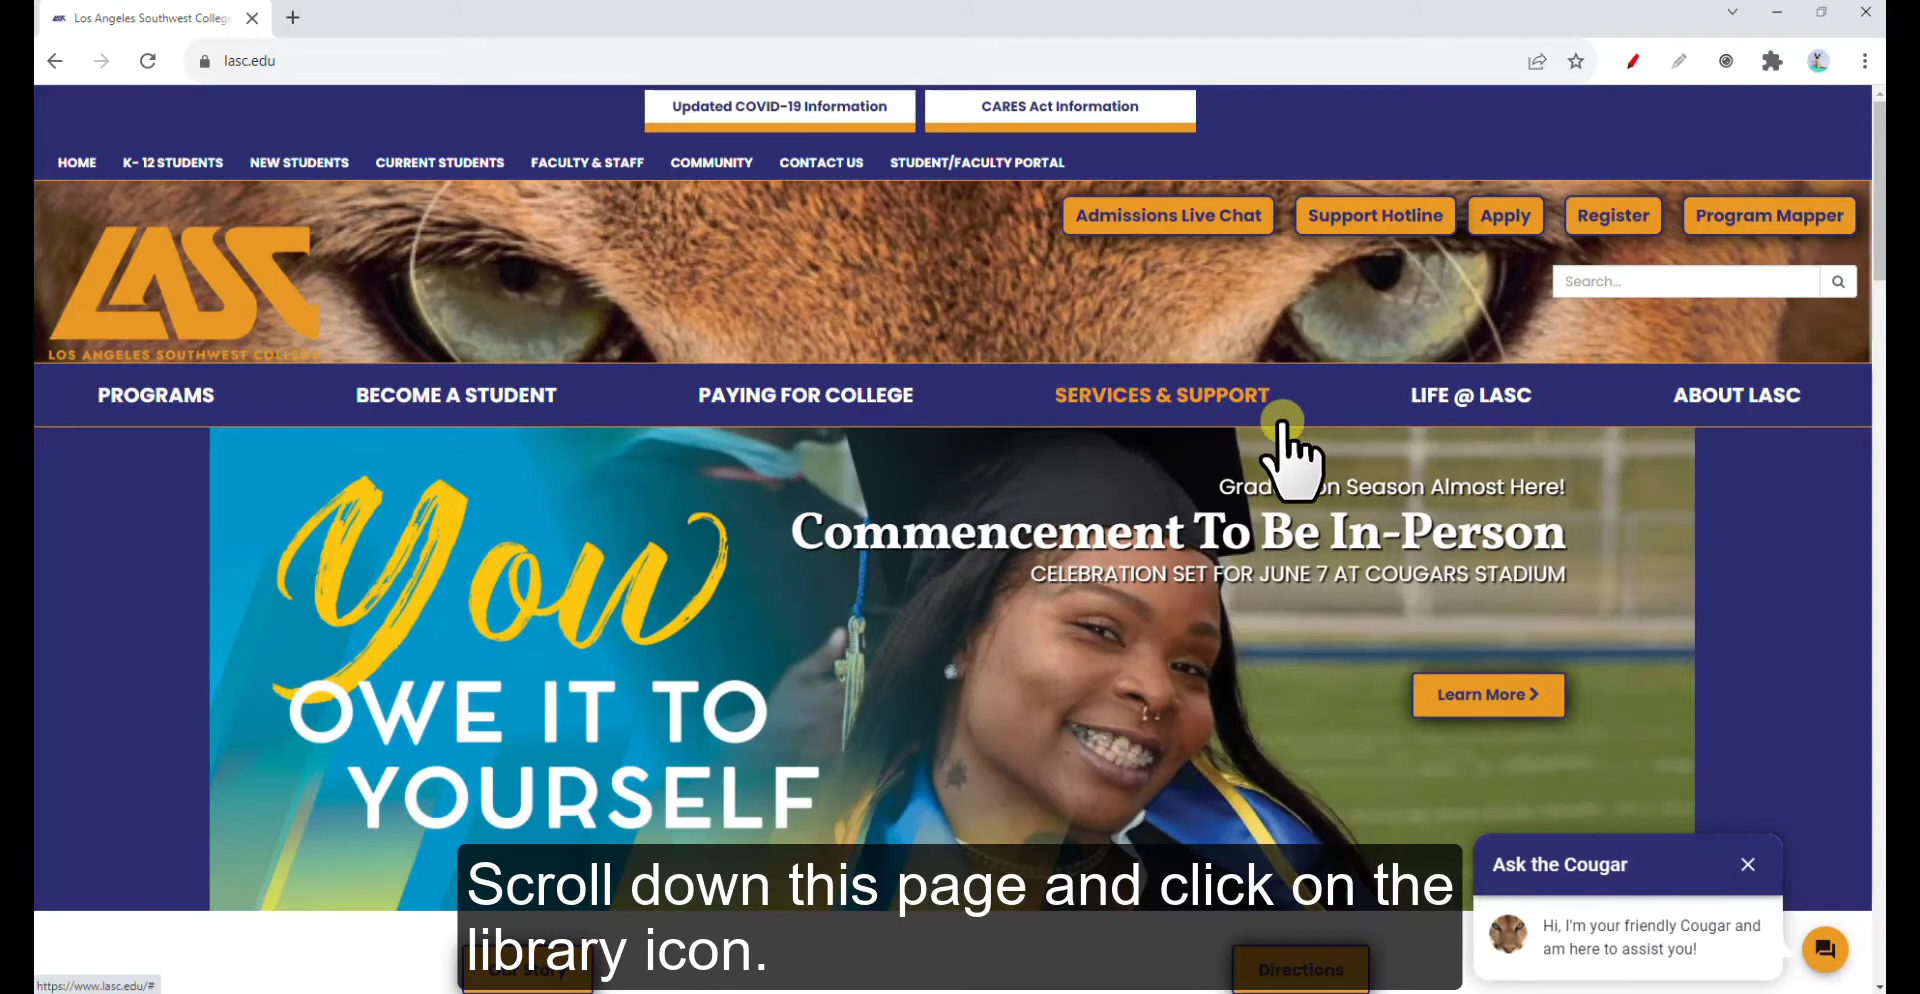 Los Angeles Southwest Colleg
lasc.edu
Updated COVID-19 Information
CARES Act Information
HOME
K- 12 STUDENTS
NEW STUDENTS
CURRENT STUDENTS
FACULTY & STAFF
COMMUNITY
CONTACT US
STUDENT/FACULTY PORTAL
Admissions Live Chat
Support Hotline
Apply
Register
Program Mapper
LASC
LOS ANGELES SOUTHWEST COLLEGE
Search...
PROGRAMS
BECOME A STUDENT
PAYING FOR COLLEGE
SERVICES & SUPPORT
LIFE @ LASC
ABOUT LASC
You
OWE IT TO
YOURSELF
Season Almost Here!
Commencement To Be In-Person
CELEBRATION SET FOR JUNE 7 AT COUGARS STADIUM
Learn More
Scroll down this page and click on the
library icon.
Our Story
Directions
Ask the Cougar
Hi, I'm your friendly Cougar and
am here to assist you!
https://www.lasc.edu/#